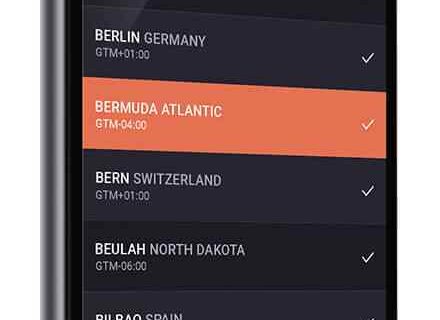 BERLIN GERMANY
GTM+01:00
BERMUDA ATLANTIC
GTM-04:00
BERN SWITZERLAND
GTM+01:00
BEULAH NORTH DAKOTA
GTM-06:00
BILBAO SPAIN